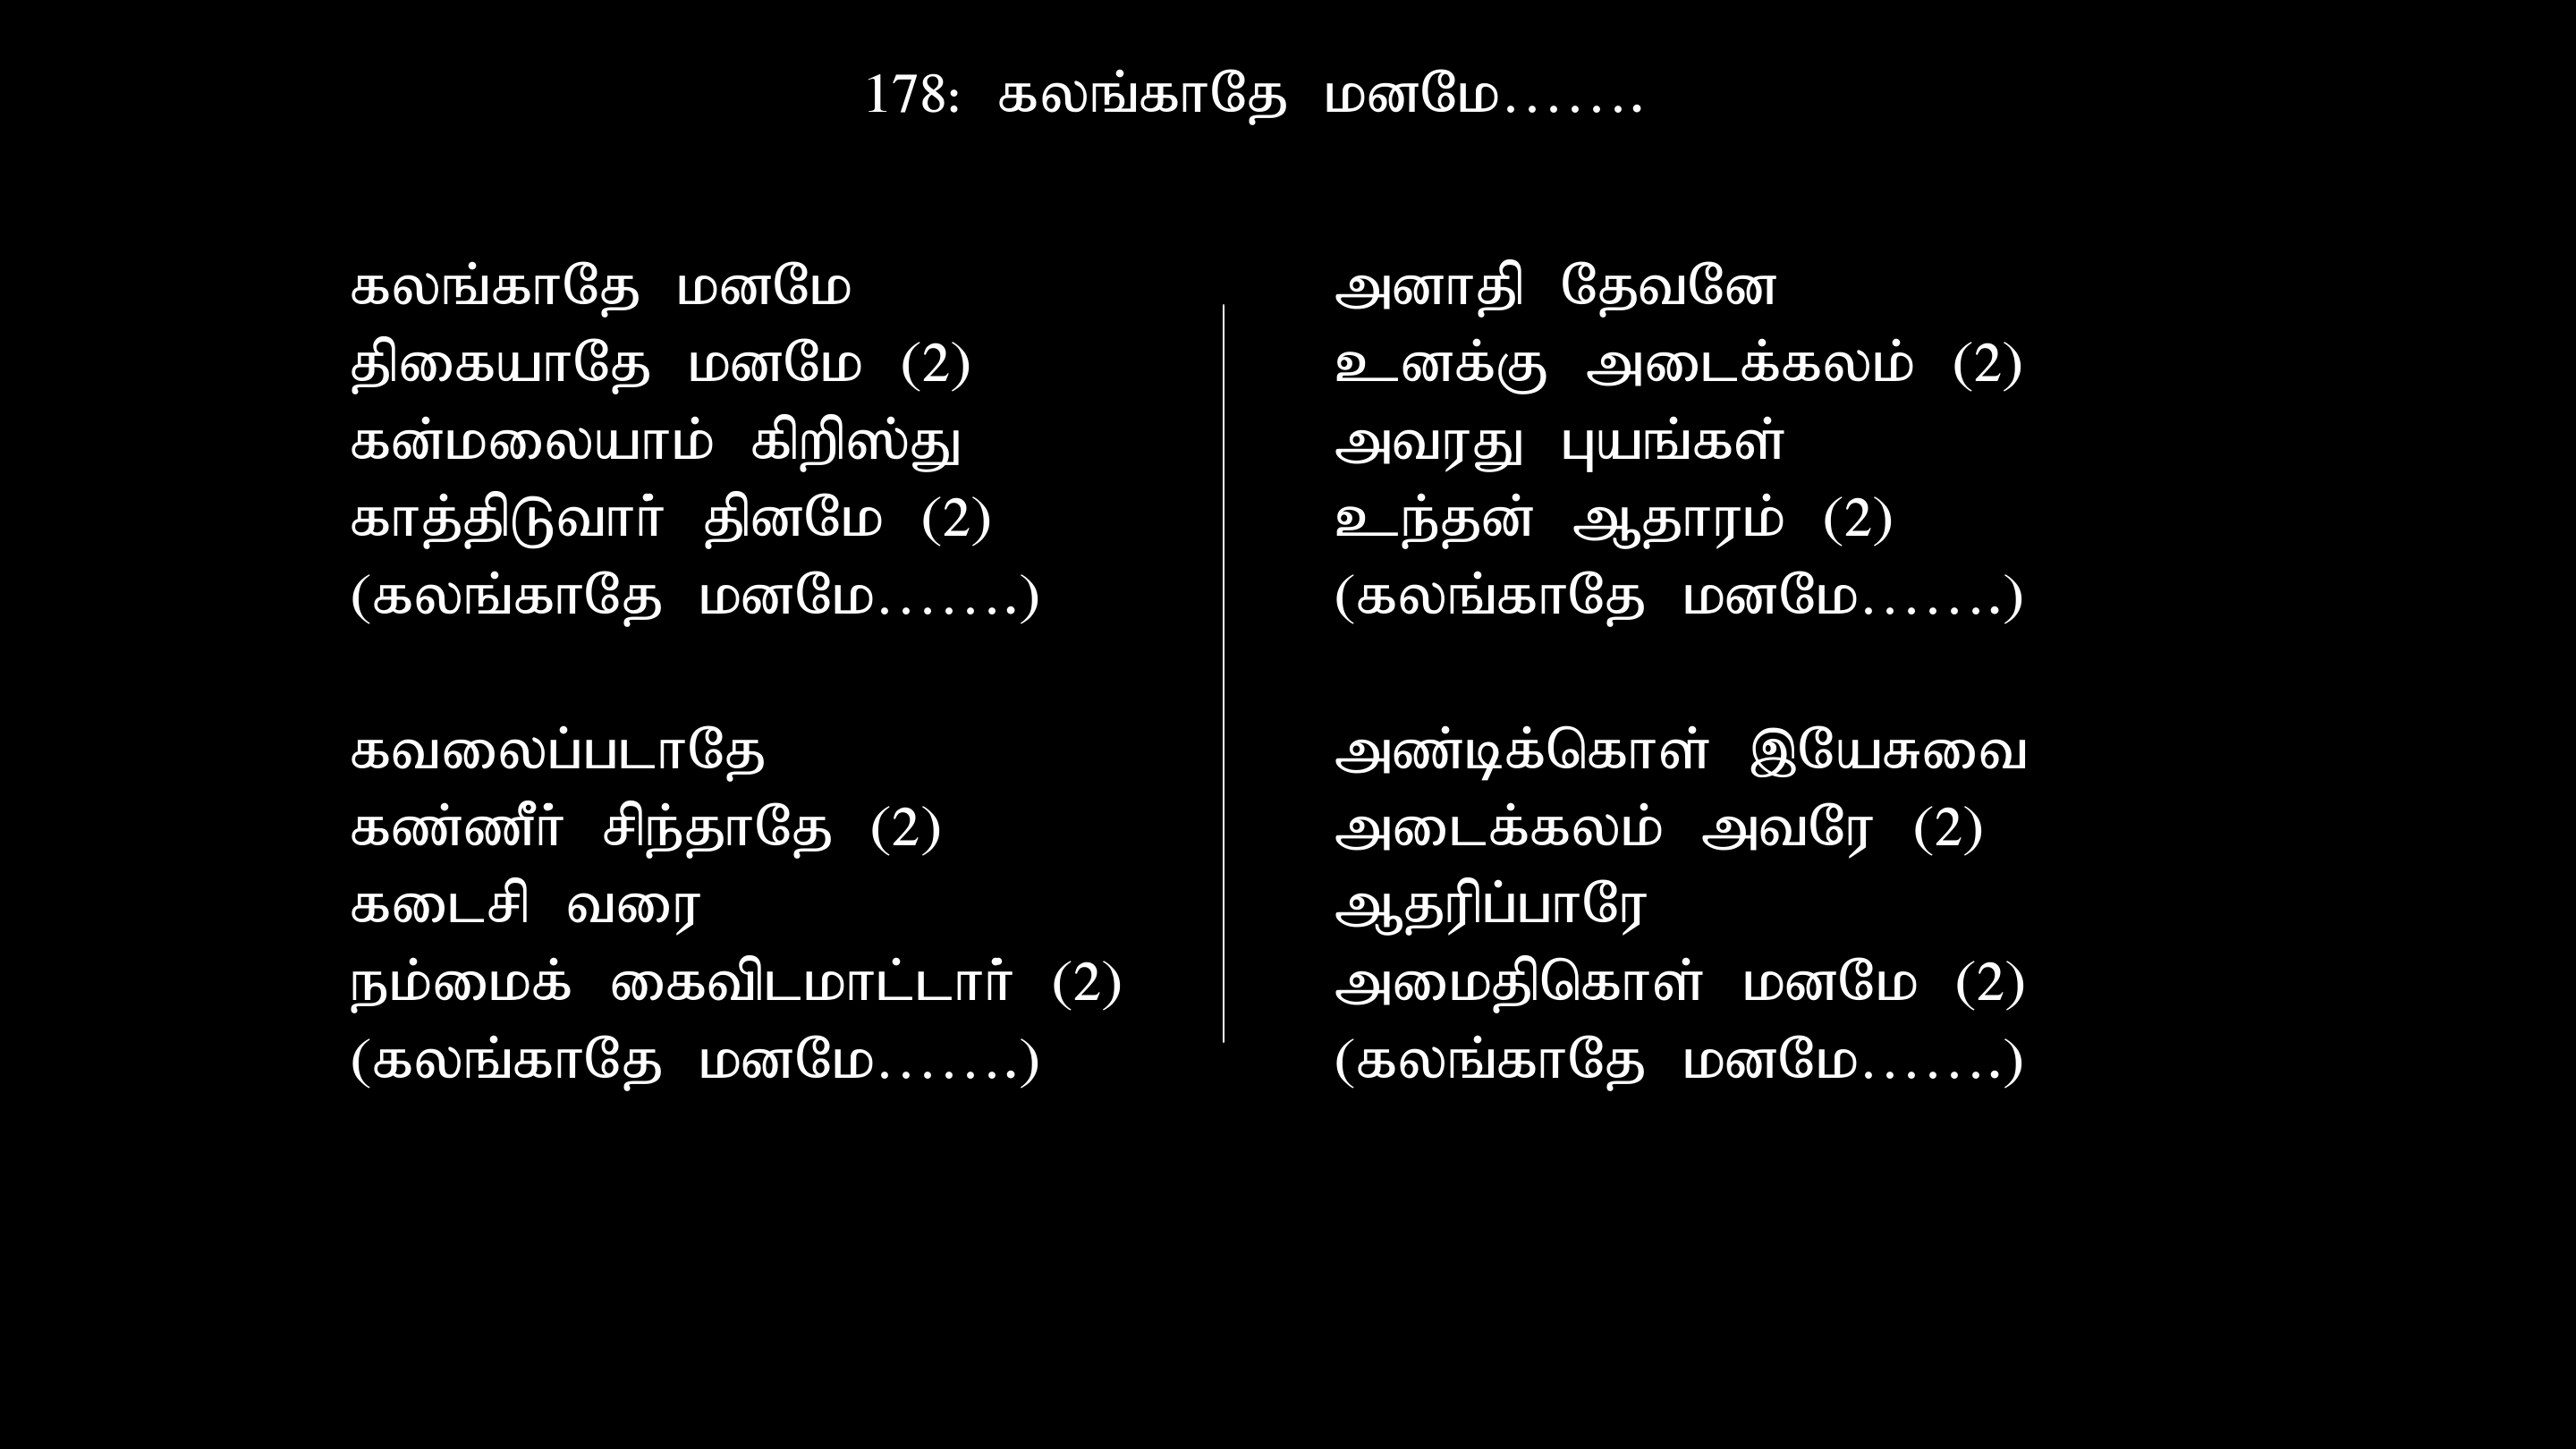 178: கலங்காதே மனமே.......
கலங்காதே மனமே
திகையாதே மனமே (2)
கன்மலையாம் கிறிஸ்து
காத்திடுவார் தினமே (2)
(கலங்காதே மனமே.......)
கவலைப்படாதே
கண்ணீர் சிந்தாதே (2)
கடைசி வரை
நம்மைக் கைவிடமாட்டார் (2)
(கலங்காதே மனமே.......)
அனாதி தேவனே
உனக்கு அடைக்கலம் (2)
அவரது புயங்கள்
உந்தன் ஆதாரம் (2)
(கலங்காதே மனமே.......)
அண்டிக்கொள் இயேசுவை
அடைக்கலம் அவரே (2)
ஆதரிப்பாரே
அமைதிகொள் மனமே (2)
(கலங்காதே மனமே.......)